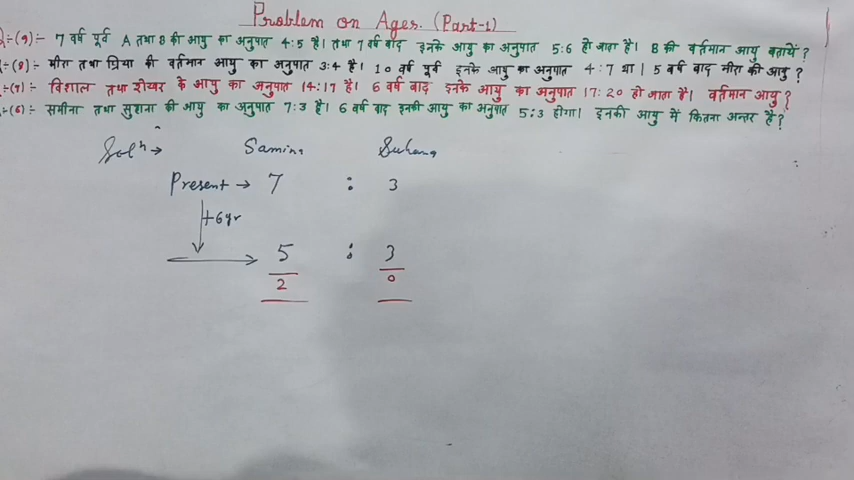 Problem on Ages. (Part-1)
(9):- 7 वर्ष पूर्व A तथा B की आयु का अनुपात 4:5 है। तथा 7 वर्ष बाद इनके आयु का अनुपात 5:6 हो जाता है। B की वर्तमान आयु बतायें?
(8):- मीरा तथा प्रिया की वर्तमान आयु का अनुपात 3:4 है। 10 वर्ष पूर्व इनके आयु का अनुपात 4:7 था। 5 वर्ष बाद मीरा की आयु?
(7):- विशाल तथा शेखर के आयु का अनुपात 14:17 है। 6 वर्ष बाद इनके आयु का अनुपात 17:20 हो जाता है। वर्तमान आयु?
(6):- समीना तथा सुहाना की आयु का अनुपात 7:3 है। 6 वर्ष बाद इनकी आयु का अनुपात 5:3 होगा। इनकी आयु में कितना अन्तर है?
Solⁿ→ Samina Suhana
Present → 7 : 3
+6yr
5 : 3
2 0